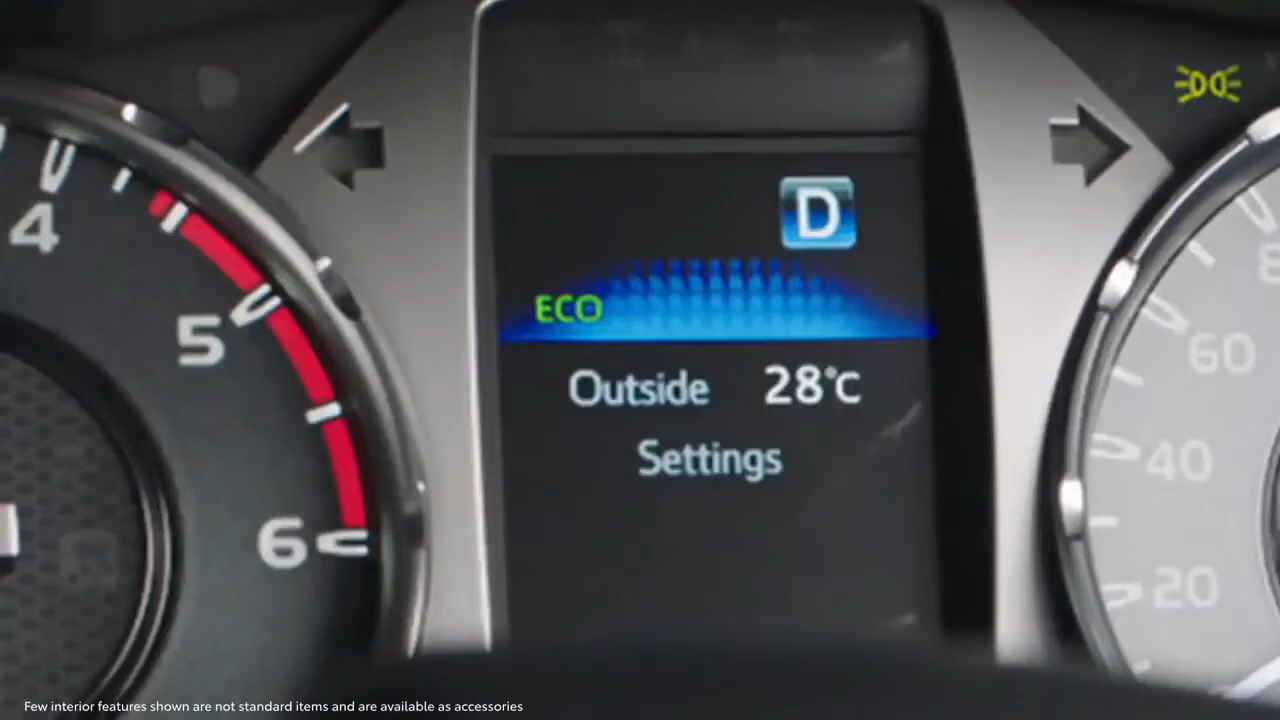 4
5
6
D
ECO
Outside 28°C
Settings
8
60
40
20
Few interior features shown are not standard items and are available as accessories